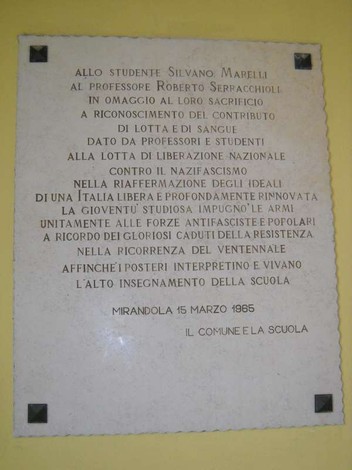 ALLO STUDENTE SILVANO MARELLI
AL PROFESSORE ROBERTO SERRACCHIOLI
IN OMAGGIO AL LORO SACRIFICIO
A RICONOSCIMENTO DEL CONTRIBUTO
DI LOTTA E DI SANGUE
DATO DA PROFESSORI E STUDENTI
ALLA LOTTA DI LIBERAZIONE NAZIONALE
CONTRO IL NAZIFASCISMO
NELLA RIAFFERMAZIONE DEGLI IDEALI
DI UNA ITALIA LIBERA E PROFONDAMENTE RINNOVATA
LA GIOVENTU' STUDIOSA IMPUGNO' LE ARMI
UNITAMENTE ALLE FORZE ANTIFASCISTE E POPOLARI
A RICORDO DEI GLORIOSI CADUTI DELLA RESISTENZA
NELLA RICORRENZA DEL VENTENNALE
AFFINCHE' I POSTERI INTERPRETINO E VIVANO
L'ALTO INSEGNAMENTO DELLA SCUOLA
MIRANDOLA 15 MARZO 1965
IL COMUNE E LA SCUOLA